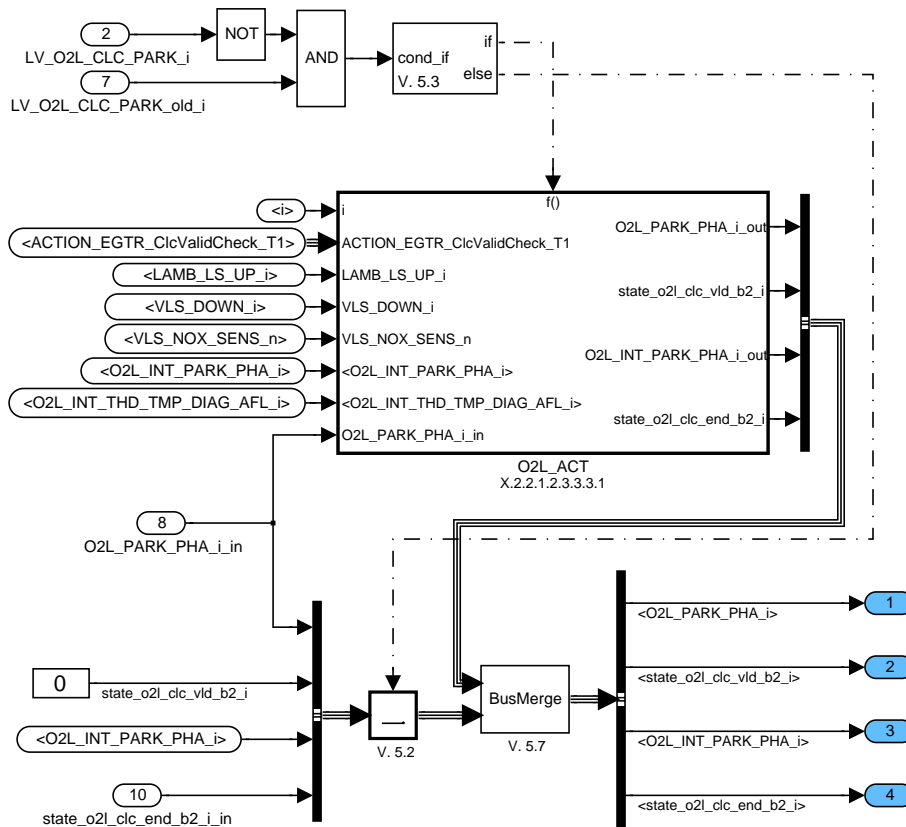 2
LV_O2L_CLC_PARK_i
NOT
7
LV_O2L_CLC_PARK_old_i
AND
cond_if
V. 5.3
if
else
<i>
<ACTION_EGTR_ClcValidCheck_T1>
<LAMB_LS_UP_i>
<VLS_DOWN_i>
<VLS_NOX_SENS_n>
<O2L_INT_PARK_PHA_i>
<O2L_INT_THD_TMP_DIAG_AFL_i>
f()
i
ACTION_EGTR_ClcValidCheck_T1
LAMB_LS_UP_i
VLS_DOWN_i
VLS_NOX_SENS_n
<O2L_INT_PARK_PHA_i>
<O2L_INT_THD_TMP_DIAG_AFL_i>
O2L_PARK_PHA_i_in
O2L_PARK_PHA_i_out
state_o2l_clc_vld_b2_i
O2L_INT_PARK_PHA_i_out
state_o2l_clc_end_b2_i
O2L_ACT
X.2.2.1.2.3.3.3.1
8
O2L_PARK_PHA_i_in
0
state_o2l_clc_vld_b2_i
<O2L_INT_PARK_PHA_i>
10
state_o2l_clc_end_b2_i_in
V. 5.2
BusMerge
V. 5.7
1
<O2L_PARK_PHA_i>
2
<state_o2l_clc_vld_b2_i>
3
<O2L_INT_PARK_PHA_i>
4
<state_o2l_clc_end_b2_i>